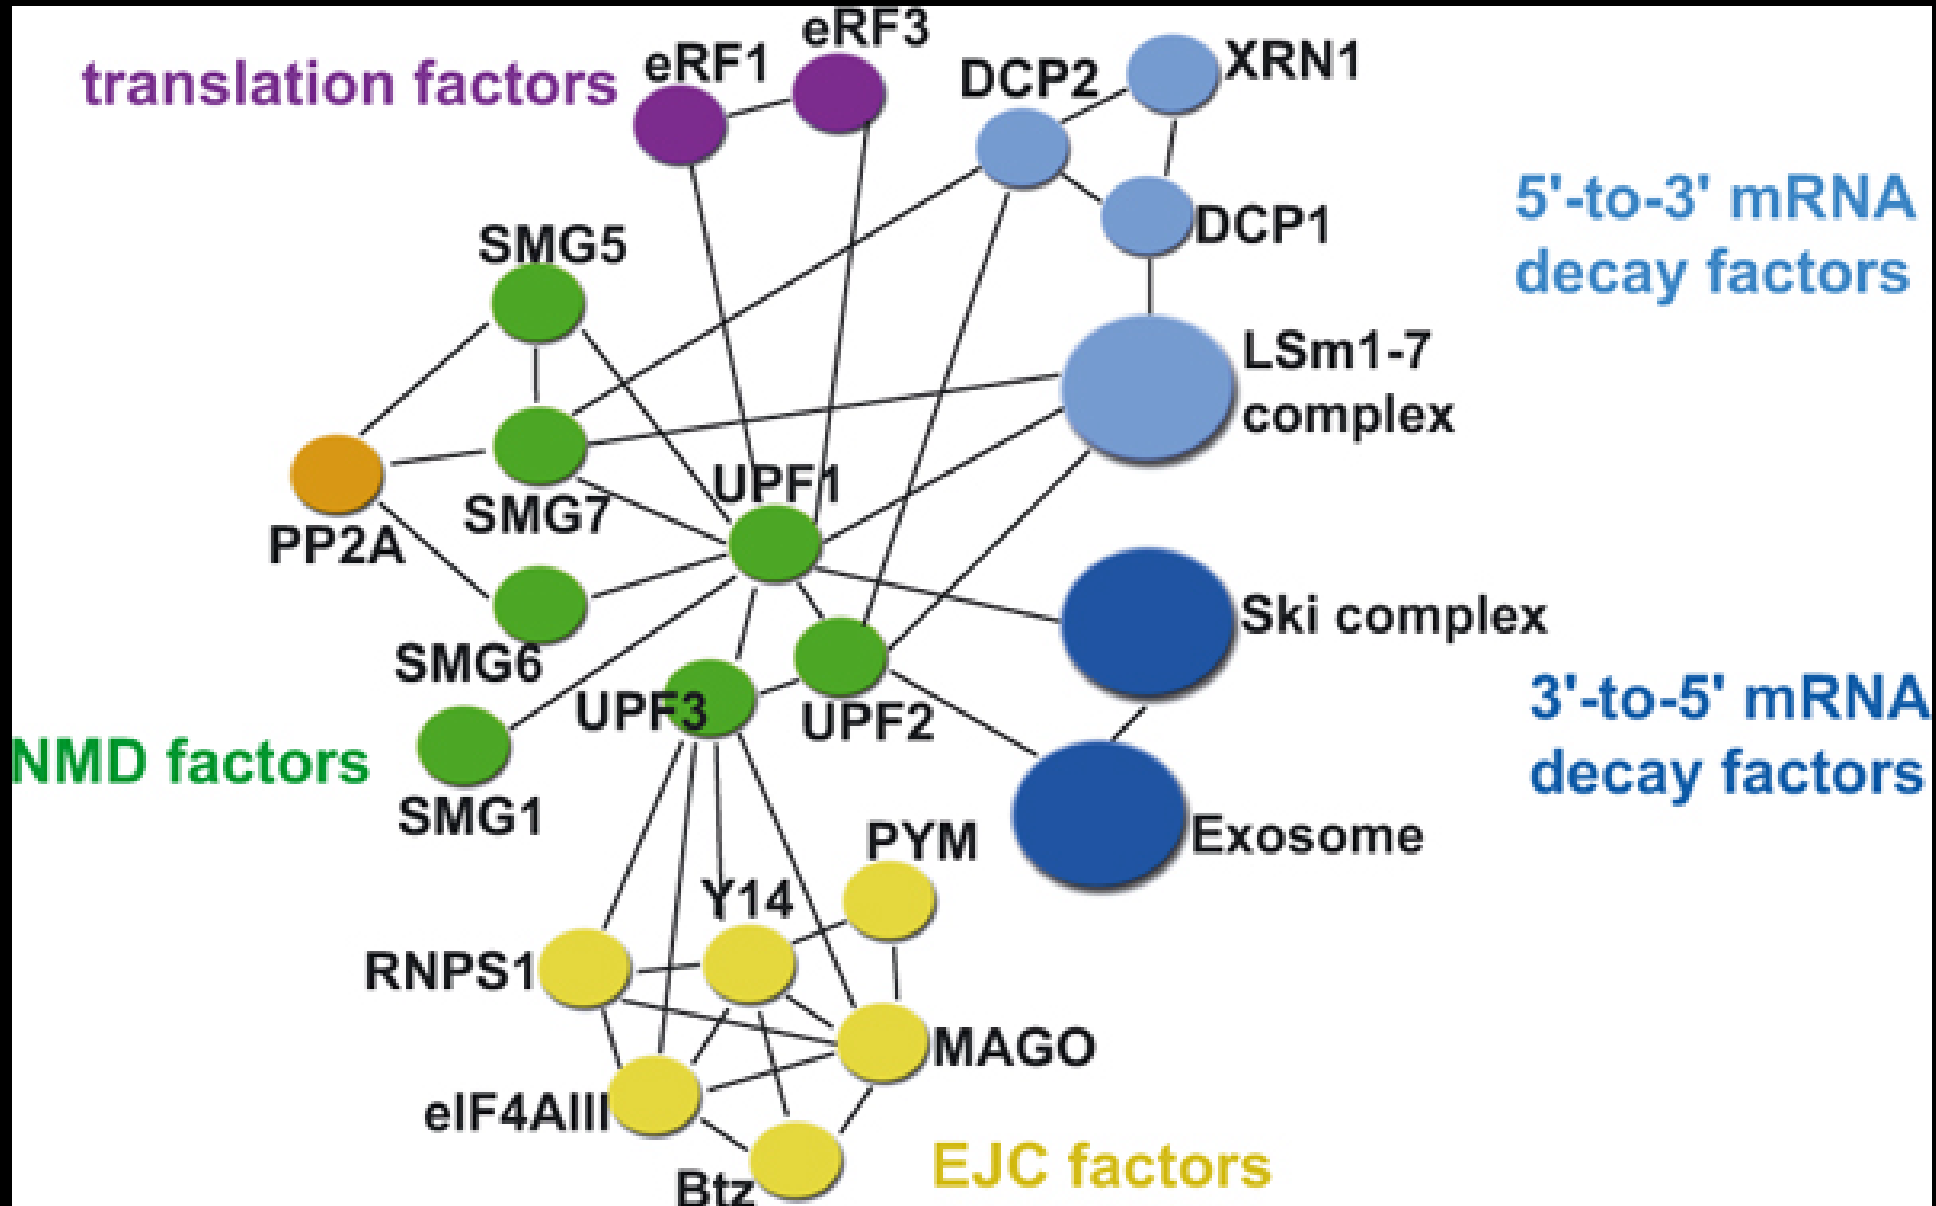 eRF3
translation factors
eRF1
DCP2
XRN1
5'-to-3' mRNA
decay factors
DCP1
SMG5
LSm1-7
complex
UPF1
SMG7
PP2A
Ski complex
SMG6
UPF3
UPF2
3'-to-5' mRNA
decay factors
NMD factors
SMG1
PYM
Exosome
Y14
RNPS1
MAGO
eIF4AIII
EJC factors
Btz